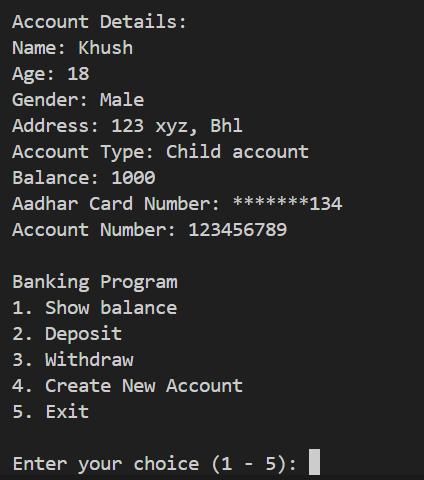 Account Details:
Name: Khush
Age: 18
Gender: Male
Address: 123 xyz, Bhl
Account Type: Child account
Balance: 1000
Aadhar Card Number: *******134
Account Number: 123456789
Banking Program
1. Show balance
2. Deposit
3. Withdraw
4. Create New Account
5. Exit
Enter your choice (1 - 5):